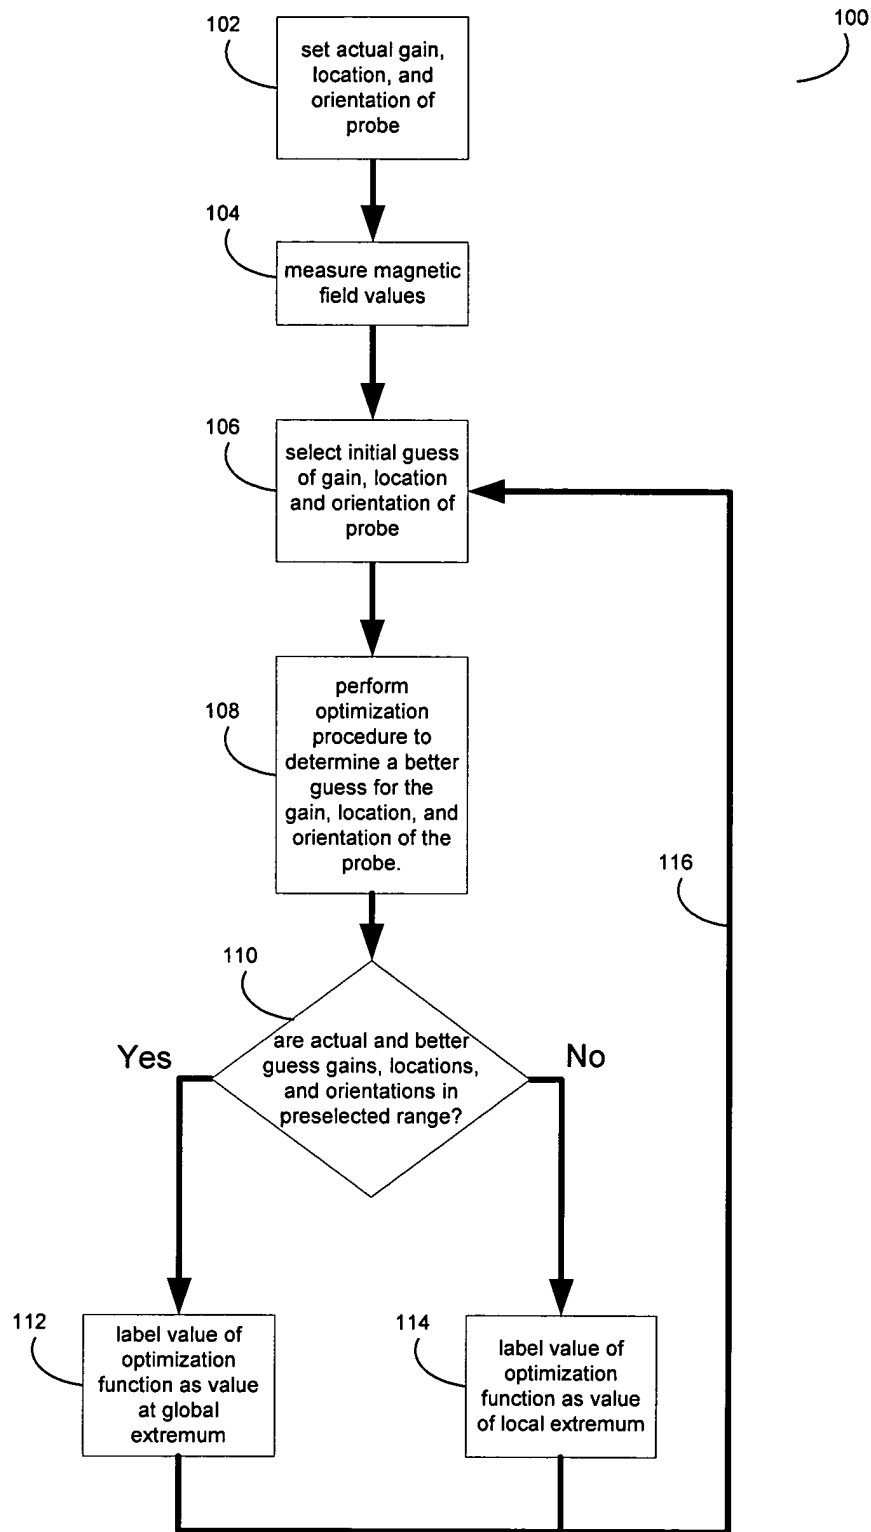 100
102
set actual gain,
location, and
orientation of
probe
104
measure magnetic
field values
106
select initial guess
of gain, location
and orientation of
probe
108
perform
optimization
procedure to
determine a better
guess for the
gain, location, and
orientation of the
probe.
116
110
are actual and better
guess gains, locations,
and orientations in
preselected range?
Yes
No
112
label value of
optimization
function as value
at global
extremum
114
label value of
optimization
function as value
of local extremum